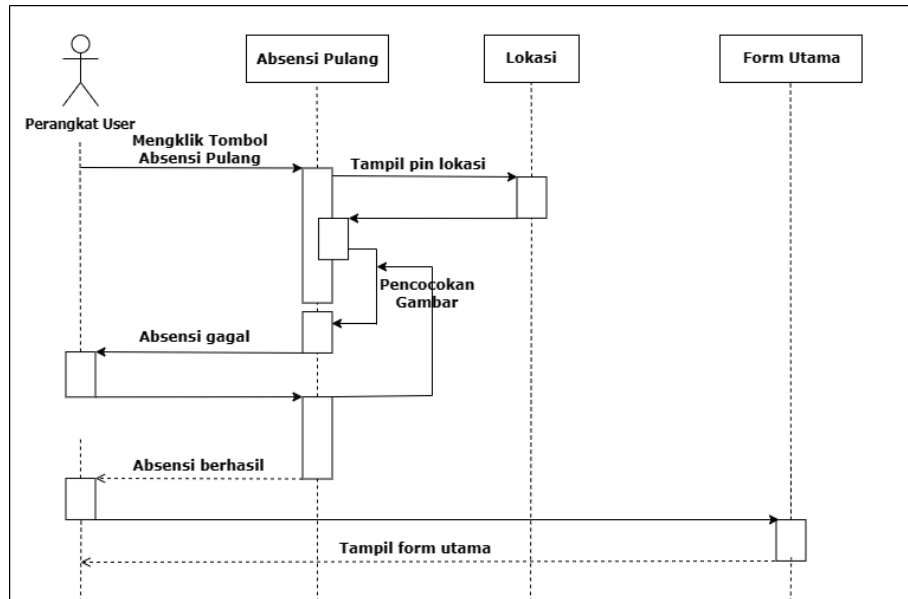 Absensi Pulang
Lokasi
Form Utama
Perangkat User
Mengklik Tombol
Absensi Pulang
Tampil pin lokasi
Pencocokan
Gambar
Absensi gagal
Absensi berhasil
Tampil form utama